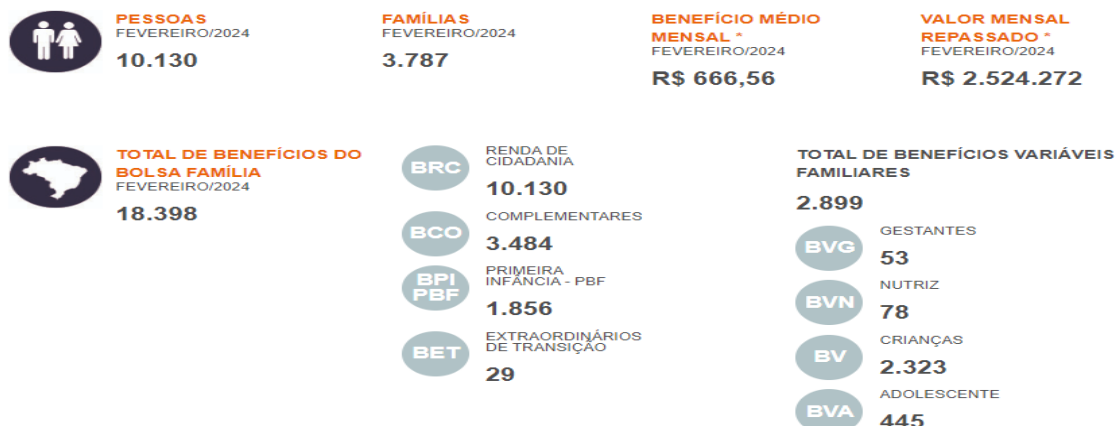 PESSOAS
FEVEREIRO/2024
10.130
FAMÍLIAS
FEVEREIRO/2024
3.787
BENEFÍCIO MÉDIO
MENSAL *
FEVEREIRO/2024
R$ 666,56
VALOR MENSAL
REPASSADO *
FEVEREIRO/2024
R$ 2.524.272
TOTAL DE BENEFÍCIOS DO
BOLSA FAMÍLIA
FEVEREIRO/2024
18.398
BRC
RENDA DE
CIDADANIA
10.130
BCO
COMPLEMENTARES
3.484
BPI
PBF
PRIMEIRA
INFÂNCIA - PBF
1.856
BET
EXTRAORDINÁRIOS
DE TRANSIÇÃO
29
TOTAL DE BENEFÍCIOS VARIÁVEIS
FAMILIARES
2.899
BVG
GESTANTES
53
BVN
NUTRIZ
78
BV
CRIANÇAS
2.323
BVA
ADOLESCENTE
445